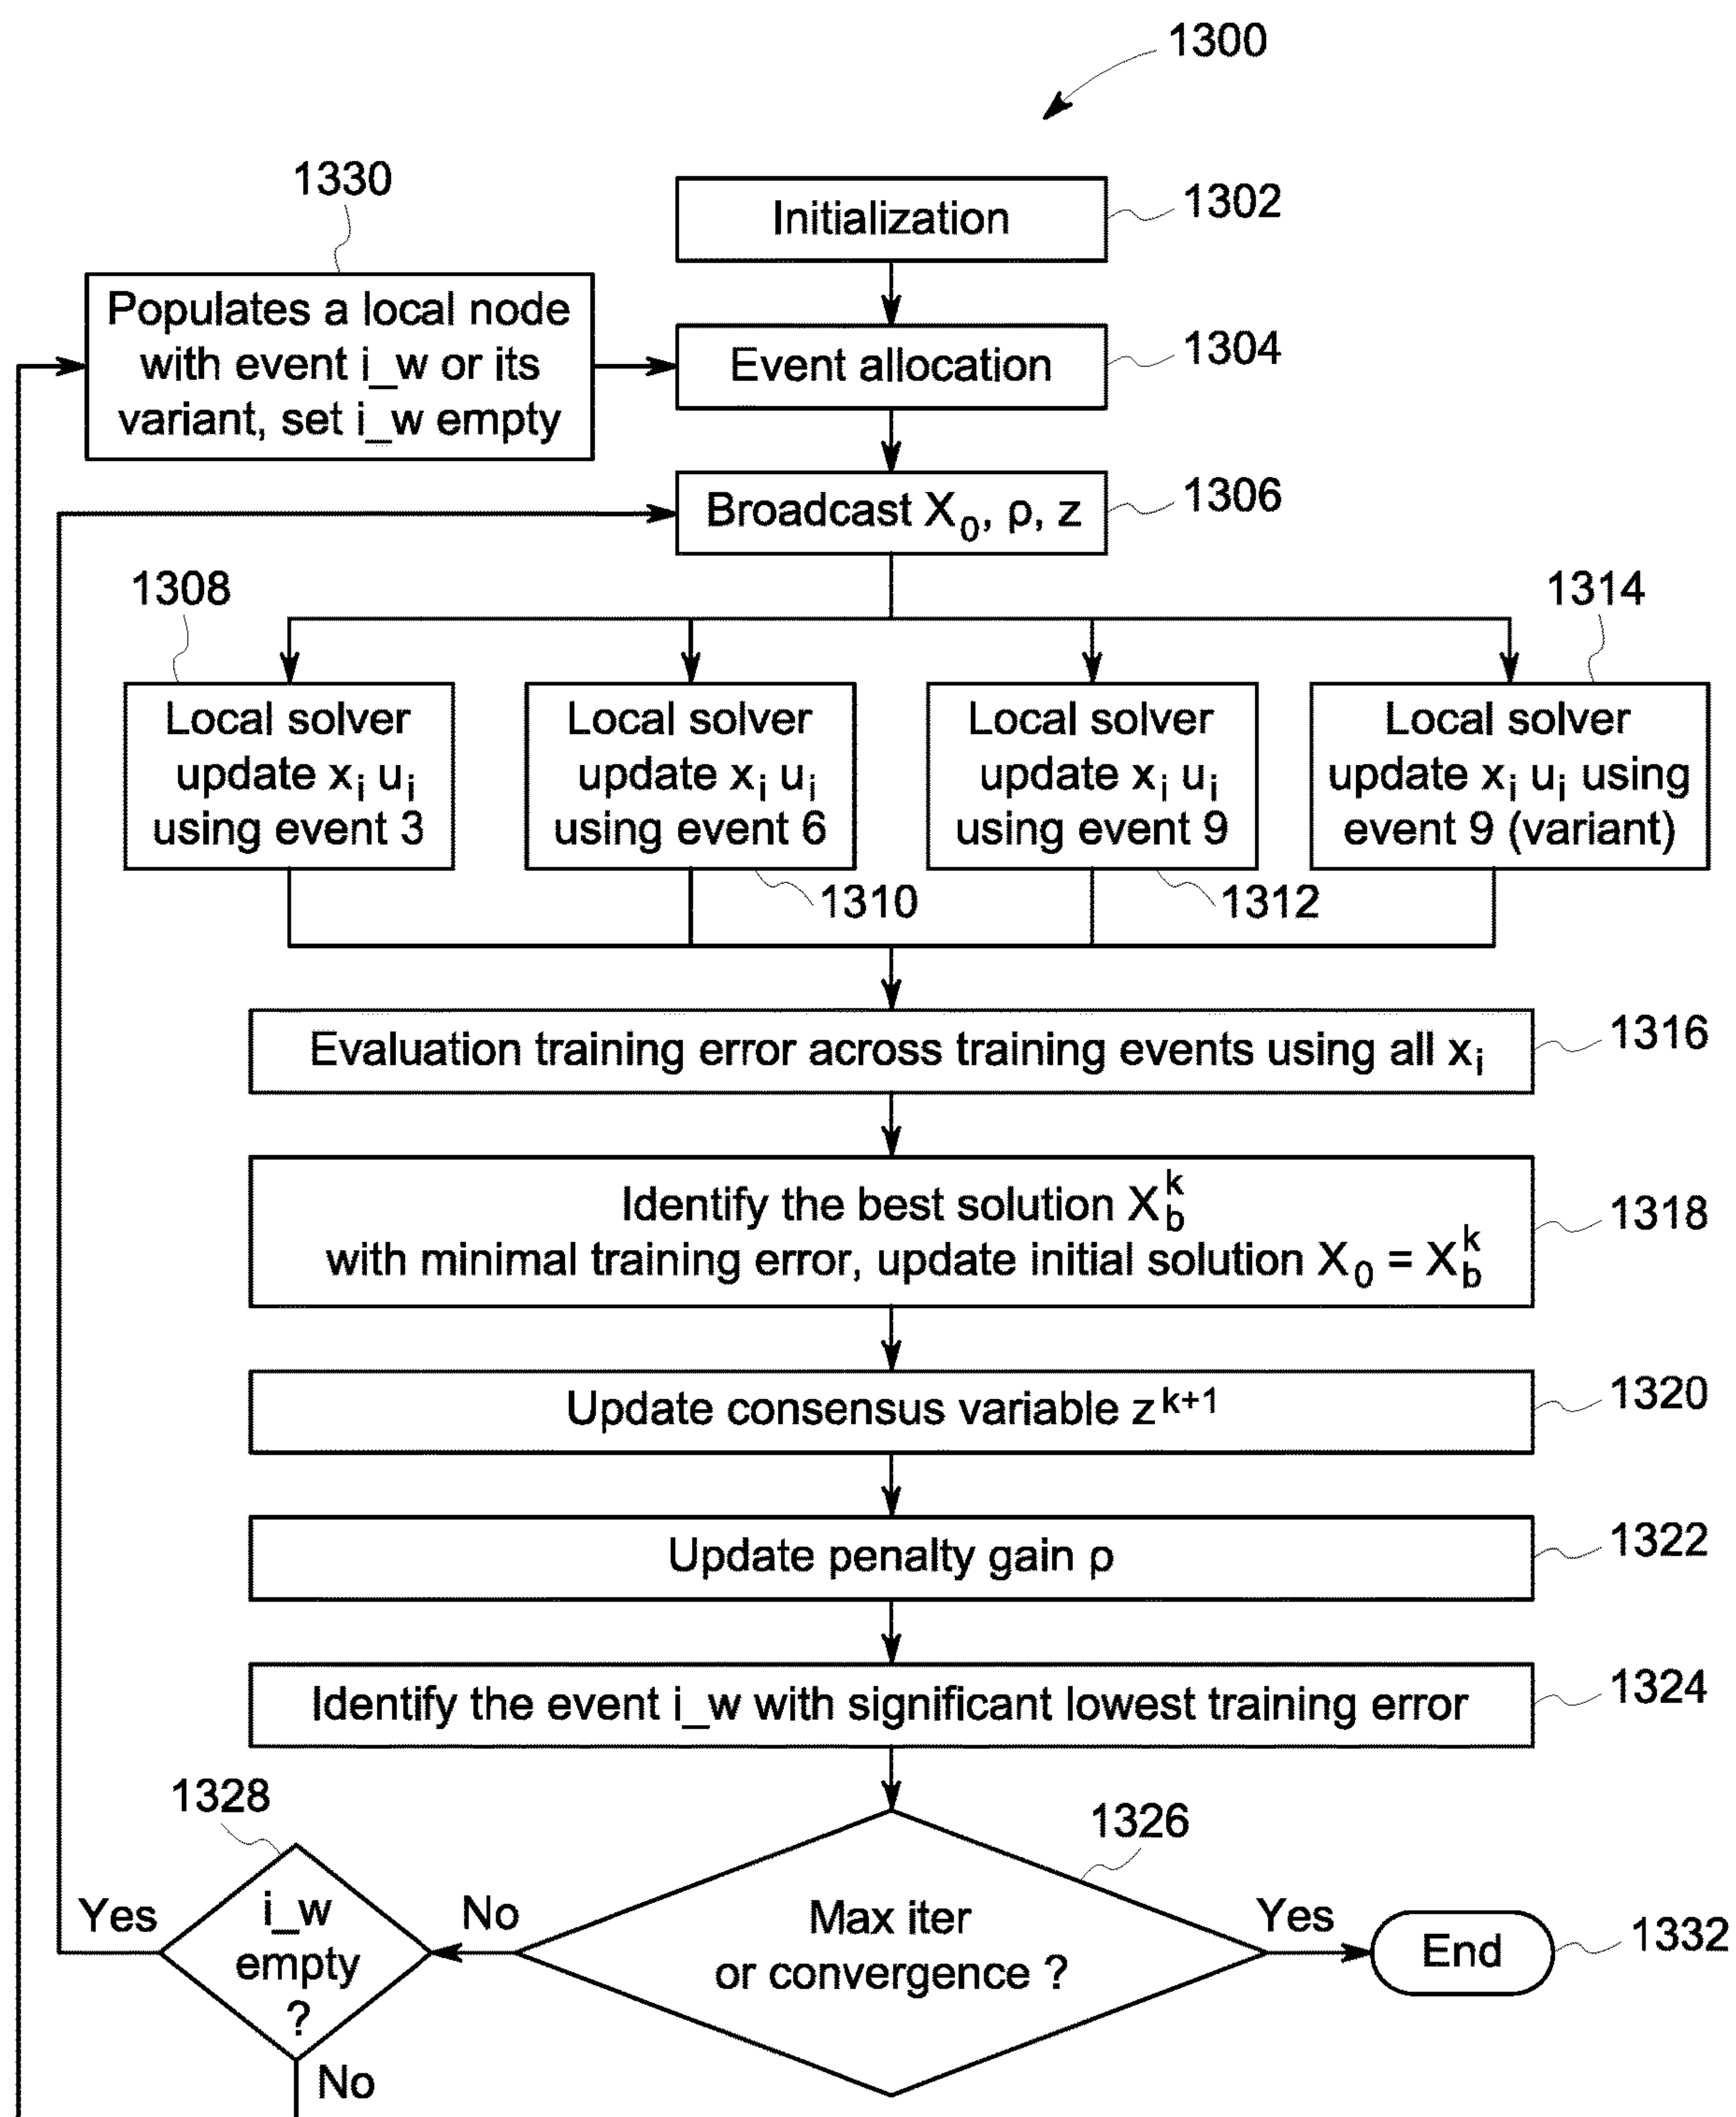 1300
1330
Populates a local node
with event i_w or its
variant, set i_w empty
Initialization
1302
Event allocation
1304
Broadcast X₀, ρ, z
1306
1308
Local solver
update xᵢ uᵢ
using event 3
Local solver
update xᵢ uᵢ
using event 6
1310
Local solver
update xᵢ uᵢ
using event 9
1312
1314
Local solver
update xᵢ uᵢ using
event 9 (variant)
Evaluation training error across training events using all xᵢ
1316
Identify the best solution X_b^k
with minimal training error, update initial solution X₀ = X_b^k
1318
Update consensus variable z^k+1
1320
Update penalty gain ρ
1322
Identify the event i_w with significant lowest training error
1324
1326
Max iter
or convergence ?
Yes
End
1332
No
1328
i_w
empty
?
Yes
No